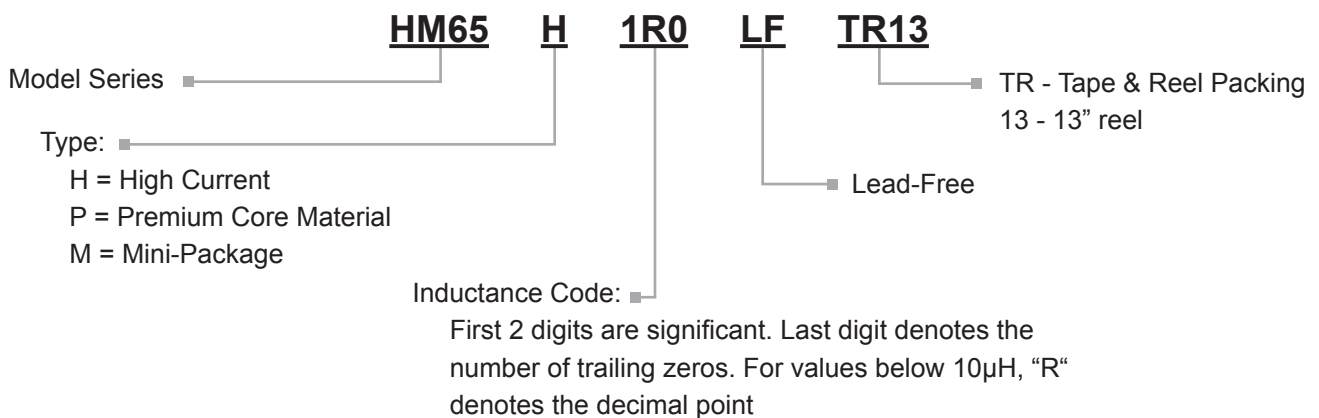 HM65 H 1R0 LF TR13
Model Series
TR - Tape & Reel Packing
13 - 13” reel
Type:
H = High Current
P = Premium Core Material
M = Mini-Package
Lead-Free
Inductance Code:
First 2 digits are significant. Last digit denotes the
number of trailing zeros. For values below 10µH, “R“
denotes the decimal point